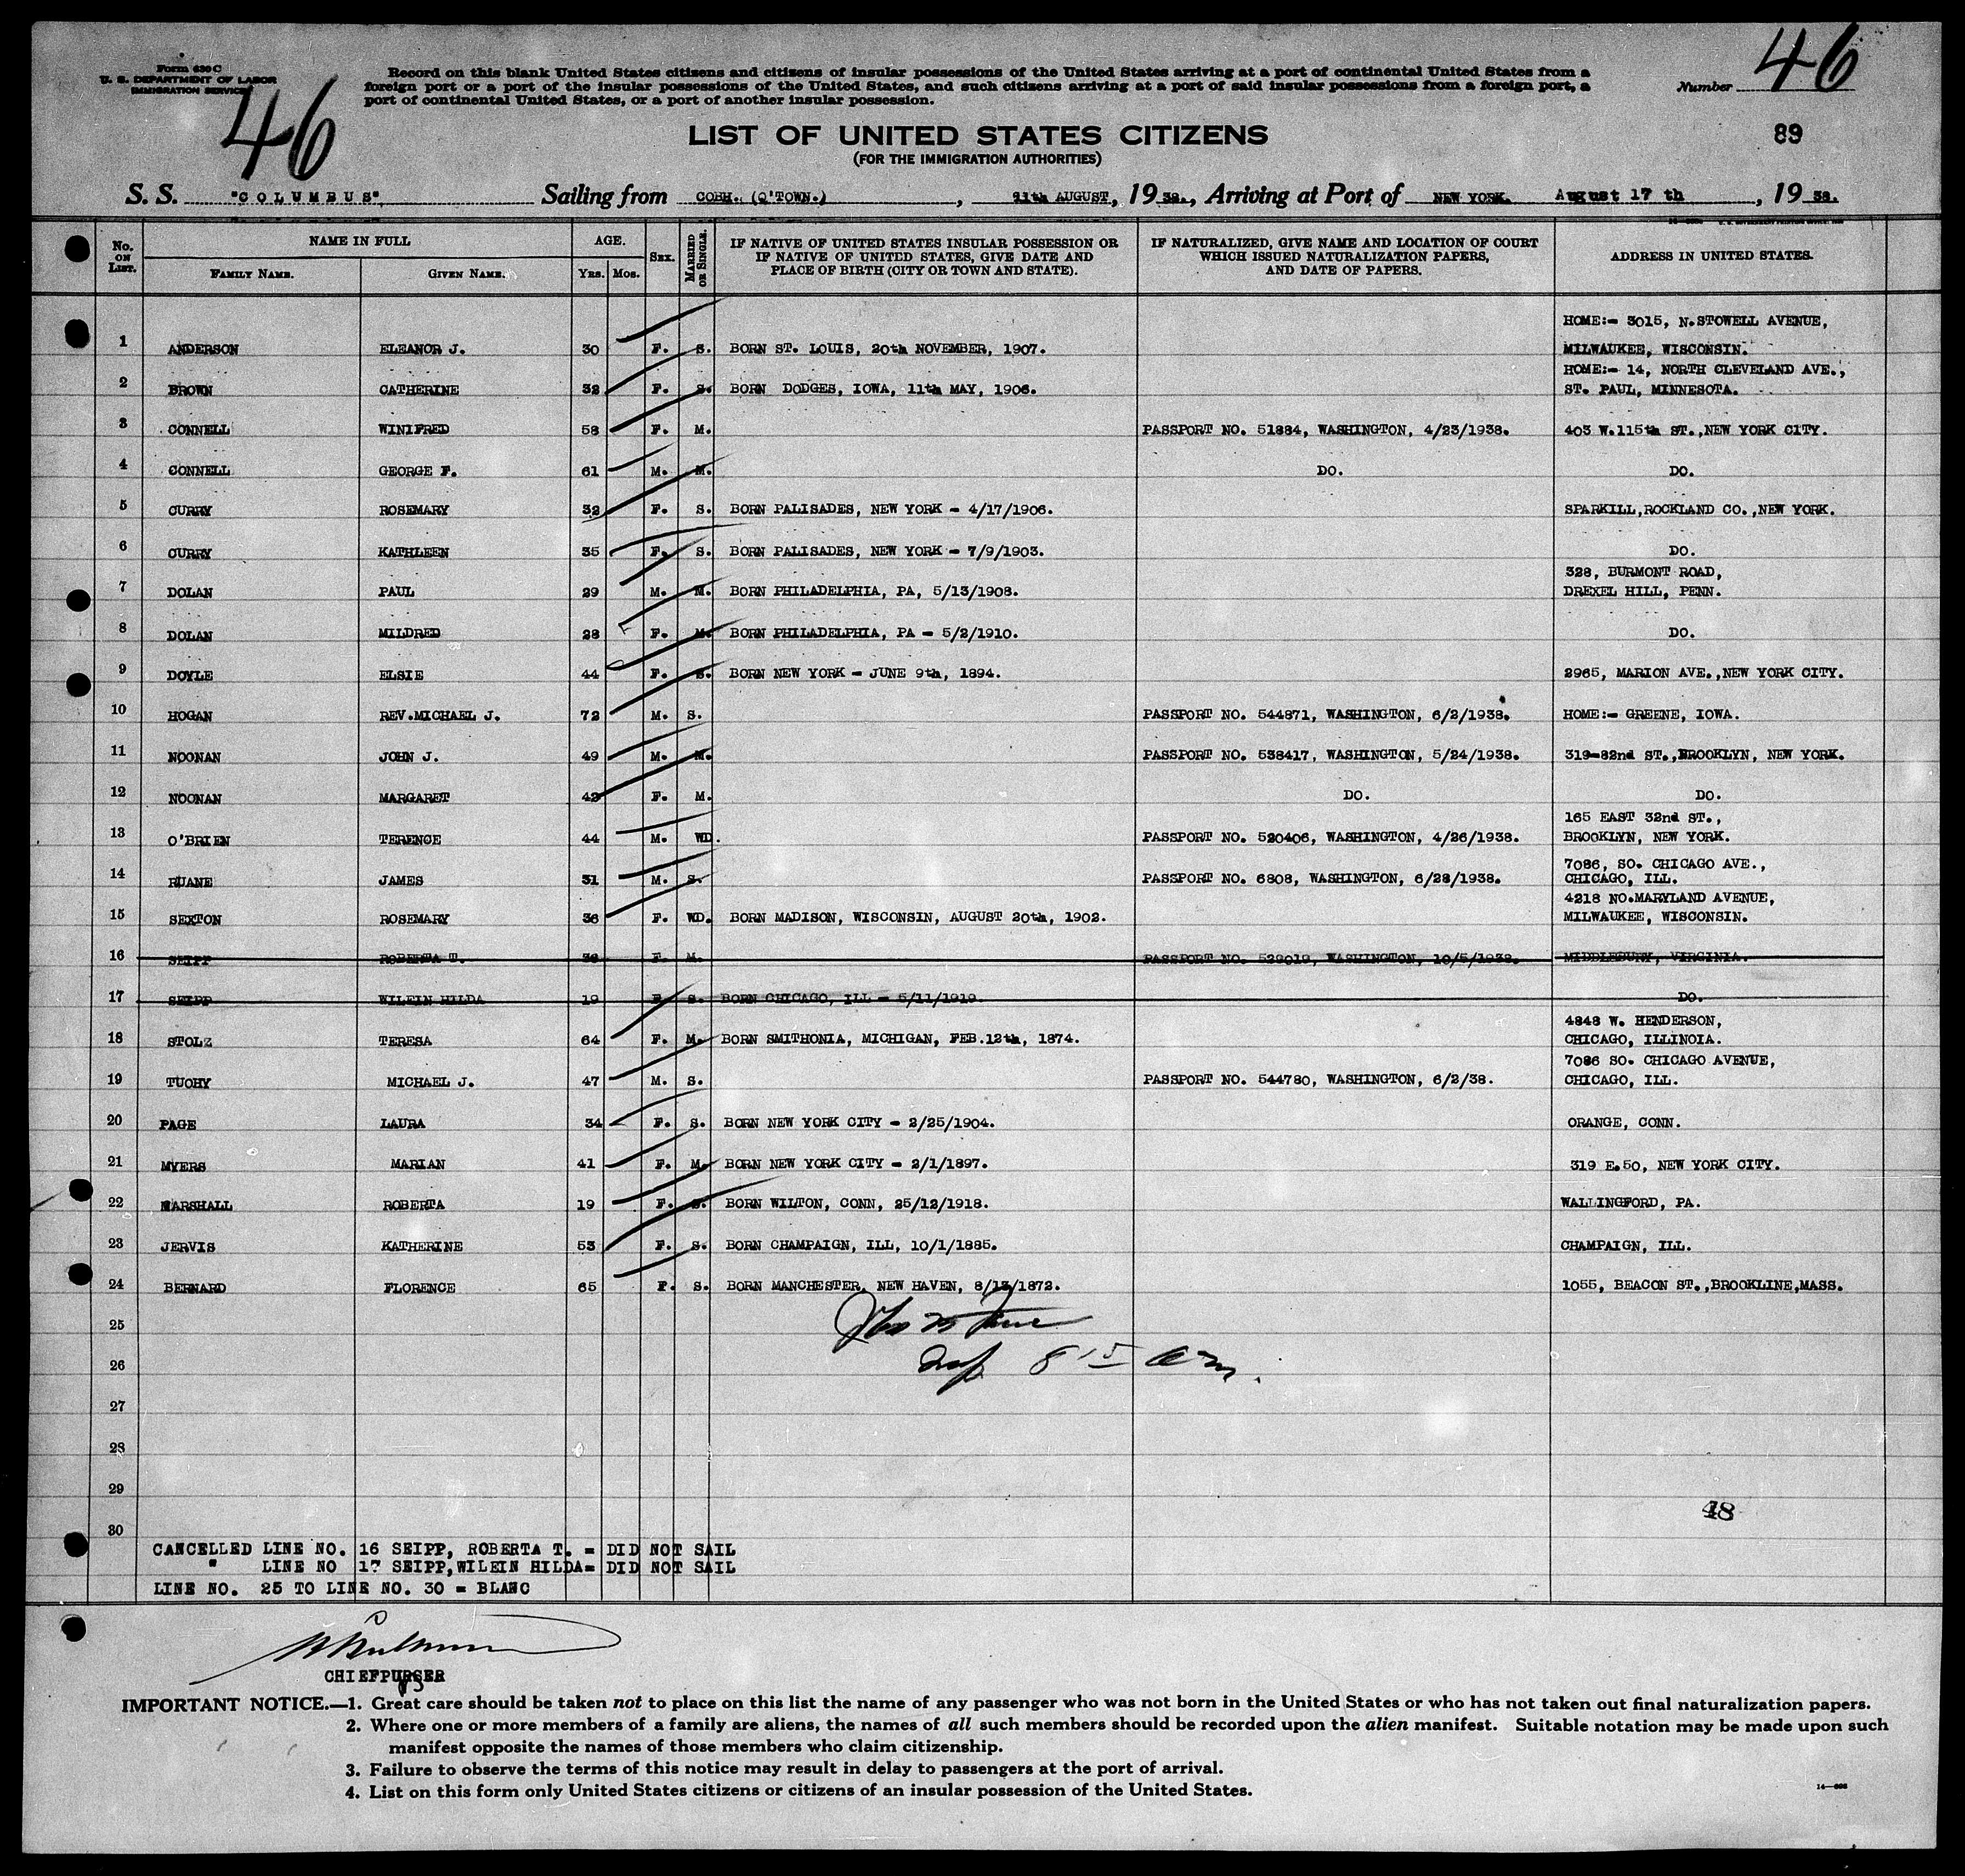 Form 630 C
U. S. DEPARTMENT OF LABOR
IMMIGRATION SERVICE
46
Record on this blank United States citizens and citizens of insular possessions of the United States arriving at a port of continental United States from a
foreign port or a port of the insular possessions of the United States, and such citizens arriving at a port of said insular possessions from a foreign port, a
port of continental United States, or a port of another insular possession.
Number 46
LIST OF UNITED STATES CITIZENS
(FOR THE IMMIGRATION AUTHORITIES)
89
S. S. "COLUMBUS", Sailing from COBH. (Q'TOWN.), 11th AUGUST, 1938., Arriving at Port of NEW YORK. August 17 th, 1938.
No. ON LIST. NAME IN FULL FAMILY NAME. GIVEN NAME. AGE. YRS. MOS. SEX. MARRIED OR SINGLE. IF NATIVE OF UNITED STATES INSULAR POSSESSION OR IF NATIVE OF UNITED STATES, GIVE DATE AND PLACE OF BIRTH (CITY OR TOWN AND STATE). IF NATURALIZED, GIVE NAME AND LOCATION OF COURT WHICH ISSUED NATURALIZATION PAPERS, AND DATE OF PAPERS. ADDRESS IN UNITED STATES.
HOME:- 3015, N.STOWELL AVENUE,
1 ANDERSON ELEANOR J. 30 F. S. BORN ST. LOUIS, 20th NOVEMBER, 1907. MILWAUKEE, WISCONSIN.
HOME:- 14, NORTH CLEVELAND AVE.,
2 BROWN CATHERINE 32 F. S. BORN DODGES, IOWA, 11th MAY, 1906. ST. PAUL, MINNESOTA.
3 CONNELL WINIFRED 58 F. M. PASSPORT NO. 51884, WASHINGTON, 4/23/1938. 403 W.115th ST.,NEW YORK CITY.
4 CONNELL GEORGE F. 61 M. M. DO. DO.
5 CURRY ROSEMARY 32 F. S. BORN PALISADES, NEW YORK - 4/17/1906. SPARKILL,ROCKLAND CO.,NEW YORK.
6 CURRY KATHLEEN 35 F. S. BORN PALISADES, NEW YORK - 7/9/1903. DO.
328, BURMONT ROAD,
7 DOLAN PAUL 29 M. M. BORN PHILADELPHIA, PA, 5/13/1908. DREXEL HILL, PENN.
8 DOLAN MILDRED 28 F. M. BORN PHILADELPHIA, PA - 5/2/1910. DO.
9 DOYLE ELSIE 44 F. S. BORN NEW YORK - JUNE 9th, 1894. 2965, MARION AVE.,NEW YORK CITY.
10 HOGAN REV.MICHAEL J. 72 M. S. PASSPORT NO. 544871, WASHINGTON, 6/2/1938. HOME:- GREENE, IOWA.
11 NOONAN JOHN J. 49 M. M. PASSPORT NO. 538417, WASHINGTON, 5/24/1938. 319-82nd ST.,BROOKLYN, NEW YORK.
12 NOONAN MARGARET 42 F. M. DO. DO.
165 EAST 32nd ST.,
13 O'BRIEN TERENCE 44 M. WD. PASSPORT NO. 520406, WASHINGTON, 4/26/1938. BROOKLYN, NEW YORK.
7086, SO. CHICAGO AVE.,
14 RUANE JAMES 31 M. S. PASSPORT NO. 6808, WASHINGTON, 6/28/1938. CHICAGO, ILL.
4218 NO.MARYLAND AVENUE,
15 SEXTON ROSEMARY 36 F. WD. BORN MADISON, WISCONSIN, AUGUST 20th, 1902. MILWAUKEE, WISCONSIN.
16 SEIPP ROBERTA T. F. M. PASSPORT NO. 529019, WASHINGTON, 10/5/1938. MIDDLEBURY, VIRGINIA.
17 SEIPP WILEIN HILDA 19 F. S. BORN CHICAGO, ILL - 5/11/1919. DO.
4848 W. HENDERSON,
18 STOLZ TERESA 64 F. M. BORN SMITHONIA, MICHIGAN, FEB.12th, 1874. CHICAGO, ILLINOIA.
7086 SO. CHICAGO AVENUE,
19 TUOHY MICHAEL J. 47 M. S. PASSPORT NO. 544780, WASHINGTON, 6/2/38. CHICAGO, ILL.
20 PAGE LAURA 34 F. S. BORN NEW YORK CITY - 2/25/1904. ORANGE, CONN.
21 MYERS MARIAN 41 F. M. BORN NEW YORK CITY - 2/1/1897. 319 E.50, NEW YORK CITY.
22 MARSHALL ROBERTA 19 F. S. BORN WILTON, CONN, 25/12/1918. WALLINGFORD, PA.
23 JERVIS KATHERINE 53 F. S. BORN CHAMPAIGN, ILL, 10/1/1885. CHAMPAIGN, ILL.
24 BERNARD FLORENCE 65 F. S. BORN MANCHESTER, NEW HAVEN, 8/13/1872. 1055, BEACON ST.,BROOKLINE,MASS.
25
26 Insp 8 15 am.
27
28
29
48
30
CANCELLED LINE NO. 16 SEIPP, ROBERTA T. = DID NOT SAIL
" LINE NO 17 SEIPP,WILEIN HILDA= DID NOT SAIL
LINE NO. 25 TO LINE NO. 30 = BLANC
CHIEFPURSER
IMPORTANT NOTICE.—1. Great care should be taken not to place on this list the name of any passenger who was not born in the United States or who has not taken out final naturalization papers.
2. Where one or more members of a family are aliens, the names of all such members should be recorded upon the alien manifest. Suitable notation may be made upon such
manifest opposite the names of those members who claim citizenship.
3. Failure to observe the terms of this notice may result in delay to passengers at the port of arrival.
4. List on this form only United States citizens or citizens of an insular possession of the United States.